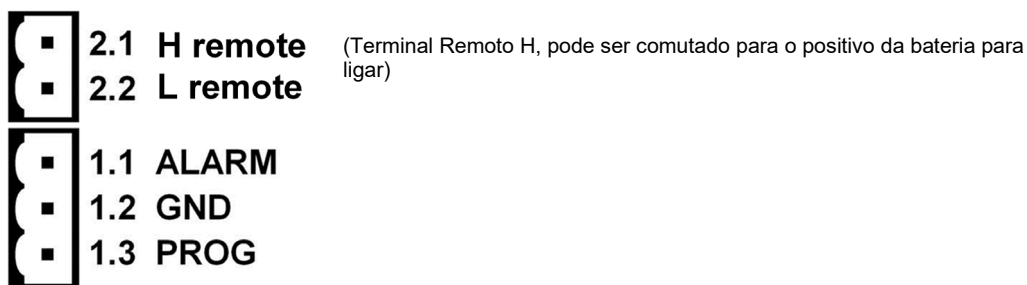 2.1 H remote (Terminal Remoto H, pode ser comutado para o positivo da bateria para
ligar)
2.2 L remote
1.1 ALARM
1.2 GND
1.3 PROG